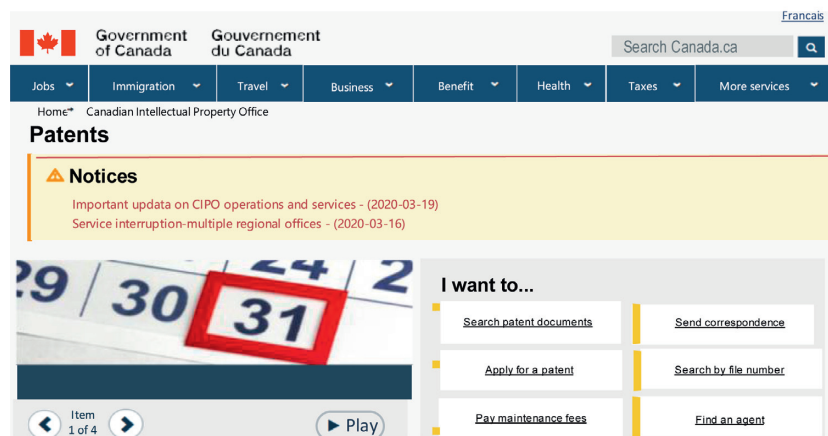 Francais
Government of Canada
Gouvernement du Canada
Search Canada.ca
Jobs Immigration Travel Business Benefit Health Taxes More services
Home Canadian Intellectual Property Office
Patents
Notices
Important updata on CIPO operations and services - (2020-03-19)
Service interruption-multiple regional offices - (2020-03-16)
29 30 31 24 2
I want to...
Search patent documents
Send correspondence
Apply for a patent
Search by file number
Pay maintenance fees
Find an agent
Item
1 of 4
Play